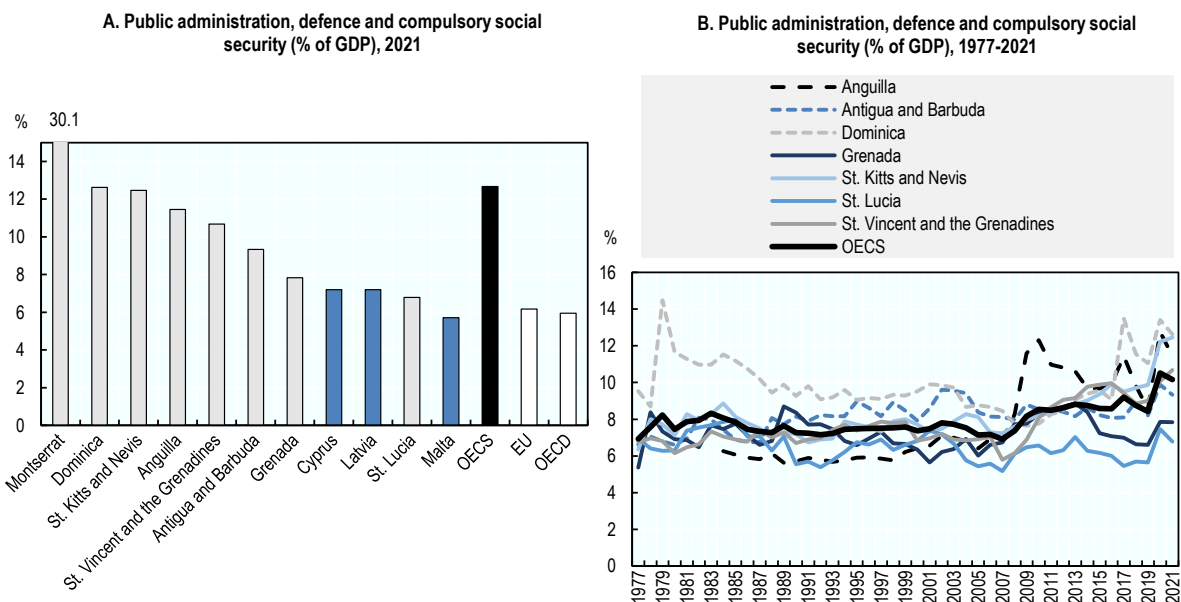 A. Public administration, defence and compulsory social
security (% of GDP), 2021
%
30.1
14
12
10
8
6
4
2
0
Montserrat
Dominica
St. Kitts and Nevis
Anguilla
St. Vincent and the Grenadines
Antigua and Barbuda
Grenada
Cyprus
Latvia
St. Lucia
Malta
OECS
EU
OECD
B. Public administration, defence and compulsory social
security (% of GDP), 1977-2021
Anguilla
Antigua and Barbuda
Dominica
Grenada
St. Kitts and Nevis
St. Lucia
St. Vincent and the Grenadines
OECS
%
16
14
12
10
8
6
4
2
0
1977
1979
1981
1983
1985
1987
1989
1991
1993
1995
1997
1999
2001
2003
2005
2007
2009
2011
2013
2015
2017
2019
2021